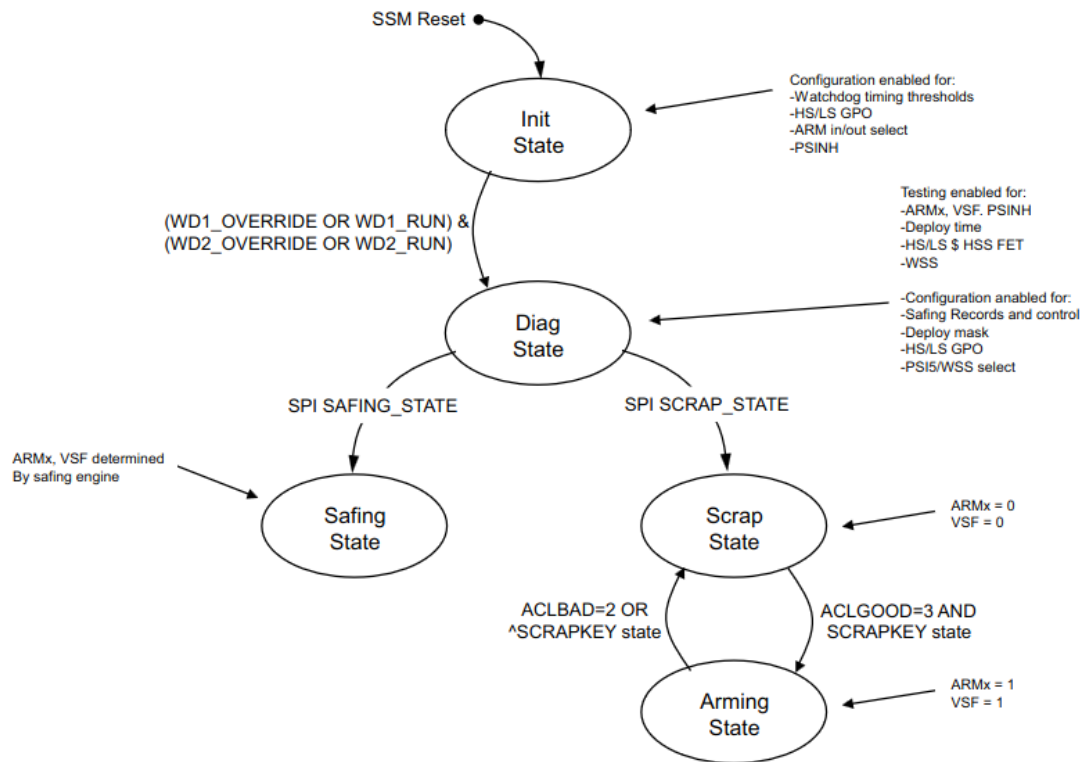 SSM Reset
Init
State
Configuration enabled for:
-Watchdog timing thresholds
-HS/LS GPO
-ARM in/out select
-PSINH
(WD1_OVERRIDE OR WD1_RUN) &
(WD2_OVERRIDE OR WD2_RUN)
Testing enabled for:
-ARMx, VSF. PSINH
-Deploy time
-HS/LS $ HSS FET
-WSS
Diag
State
-Configuration anabled for:
-Safing Records and control
-Deploy mask
-HS/LS GPO
-PSI5/WSS select
SPI SAFING_STATE
SPI SCRAP_STATE
ARMx, VSF determined
By safing engine
Safing
State
Scrap
State
ARMx = 0
VSF = 0
ACLBAD=2 OR
^SCRAPKEY state
ACLGOOD=3 AND
SCRAPKEY state
Arming
State
ARMx = 1
VSF = 1